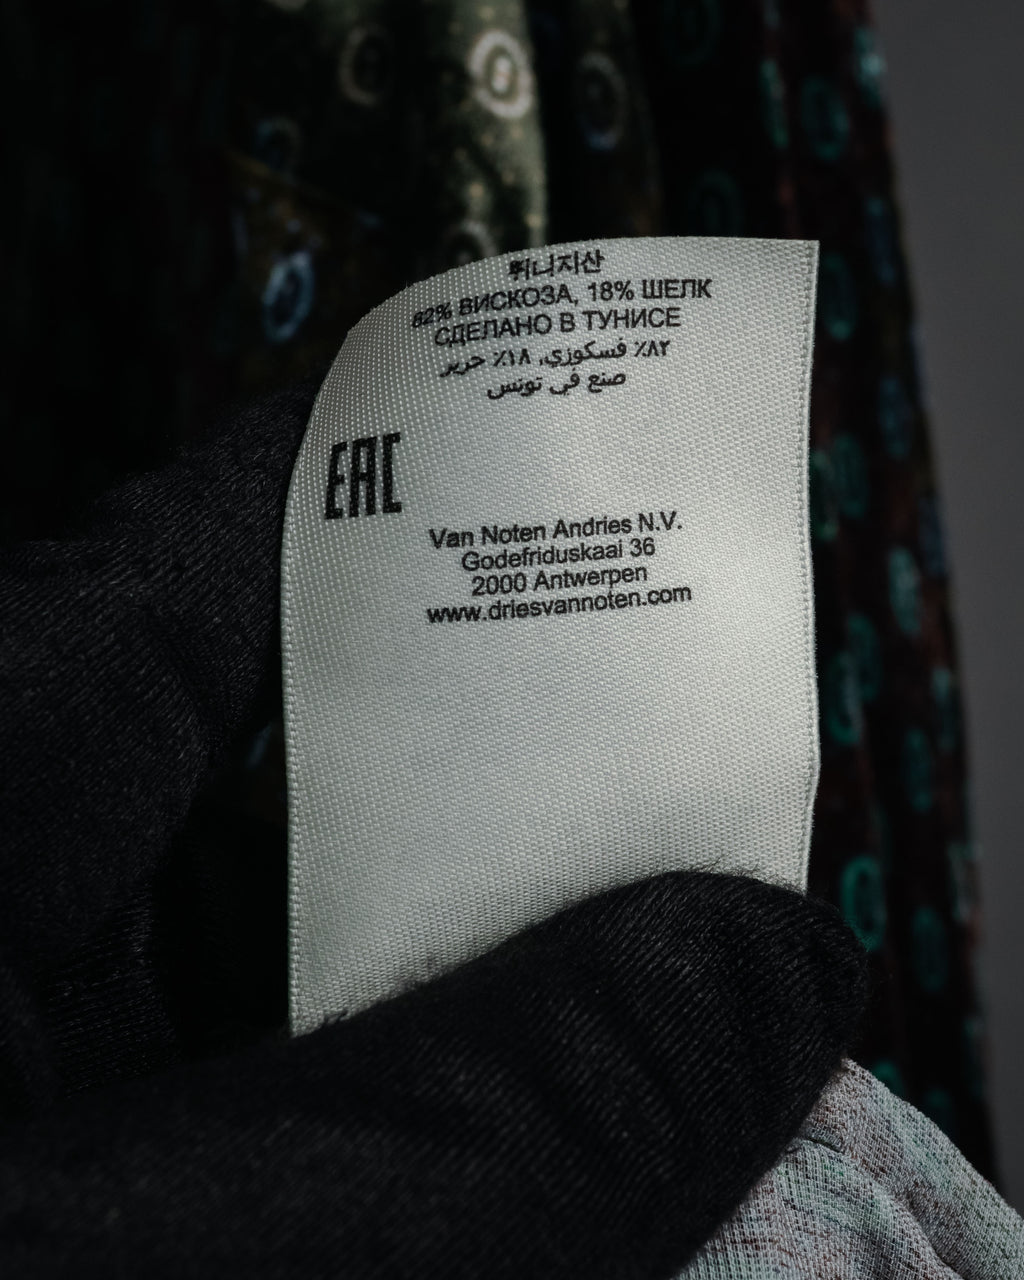 튀니지산
82% ВИСКОЗА, 18% ШЕЛК
СДЕЛАНО В ТУНИСЕ
٨٢٪ فسكوزي, ١٨٪ حرير
صنع في تونس
EAC
Van Noten Andries N.V.
Godefriduskaai 36
2000 Antwerpen
www.driesvannoten.com